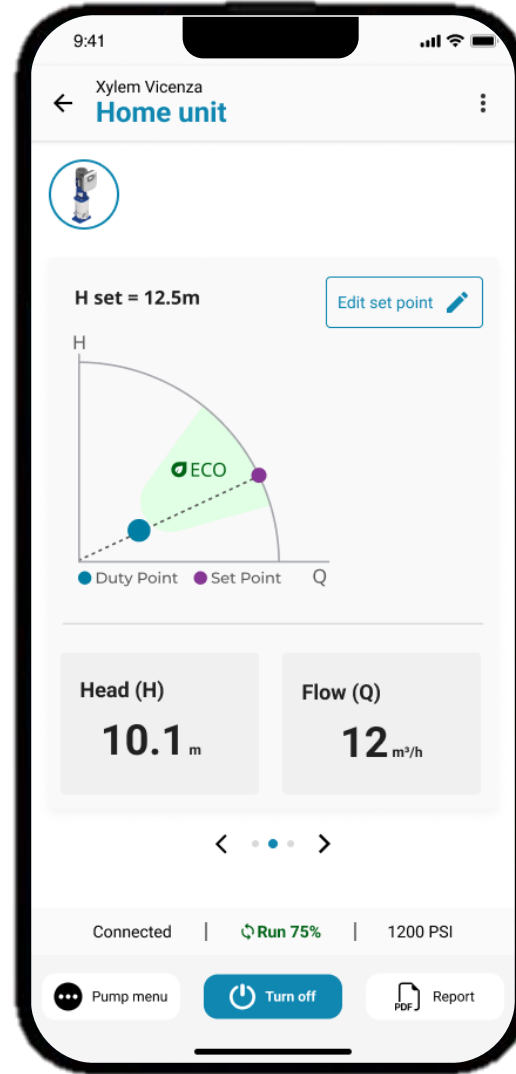 9:41
Xylem Vicenza
Home unit
H set = 12.5m
Edit set point
H
ECO
Duty Point Set Point Q
Head (H)
10.1 m
Flow (Q)
12 m³/h
Connected | Run 75% | 1200 PSI
Pump menu
Turn off
PDF Report